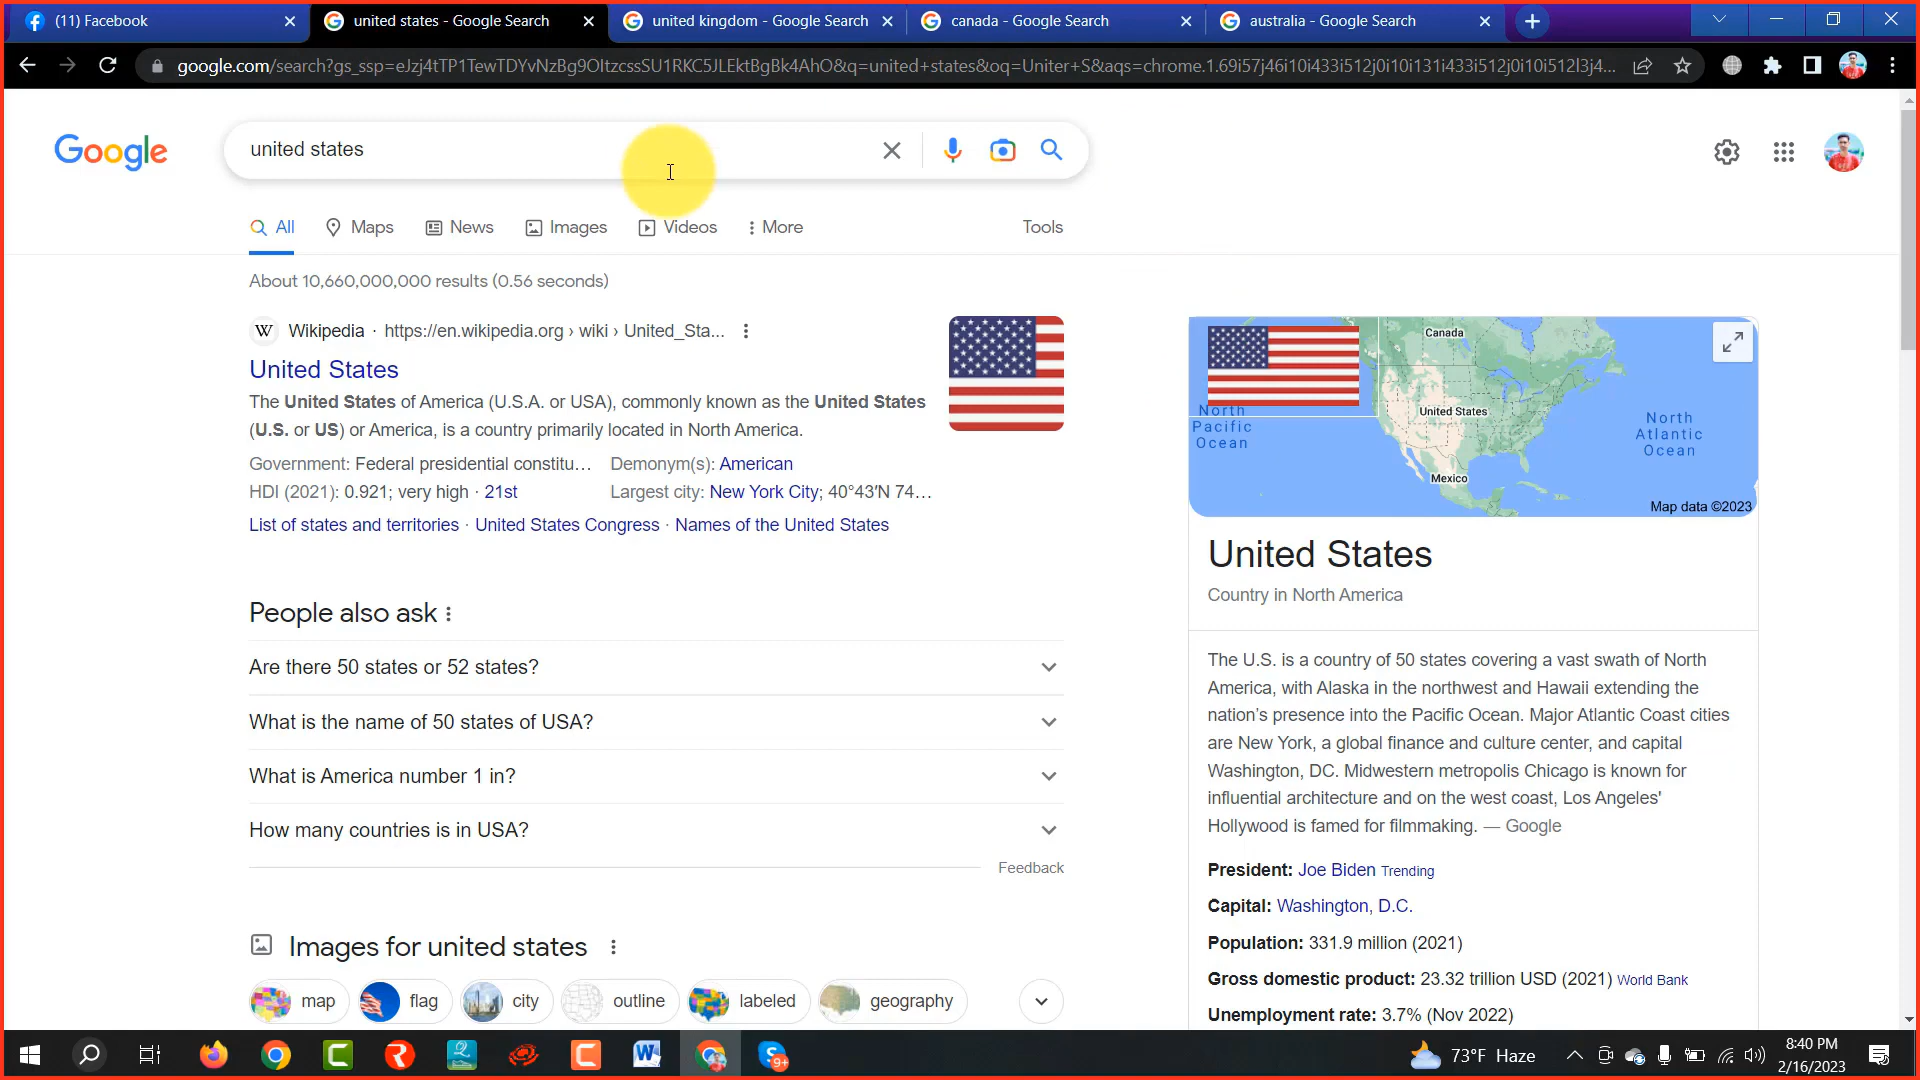 (11) Facebook
united states - Google Search
united kingdom - Google Search
canada - Google Search
australia - Google Search
google.com/search?gs_ssp=eJzj4tTP1TewTDYvNzBg9OItzcssSU1RKC5JLEktBgBk4AhO&q=united+states&oq=Uniter+S&aqs=chrome.1.69i57j46i10i433i512j0i10i131i433i512j0i10i512l3j4...
Google
united states
All
Maps
News
Images
Videos
More
Tools
About 10,660,000,000 results (0.56 seconds)
W
Wikipedia · https://en.wikipedia.org › wiki › United_Sta...
United States
The United States of America (U.S.A. or USA), commonly known as the United States
(U.S. or US) or America, is a country primarily located in North America.
Government: Federal presidential constitu...
Demonym(s): American
HDI (2021): 0.921; very high · 21st
Largest city: New York City; 40°43′N 74...
List of states and territories · United States Congress · Names of the United States
People also ask
Are there 50 states or 52 states?
What is the name of 50 states of USA?
What is America number 1 in?
How many countries is in USA?
Feedback
Images for united states
map
flag
city
outline
labeled
geography
Canada
United States
Mexico
North
Pacific
Ocean
North
Atlantic
Ocean
Map data ©2023
United States
Country in North America
The U.S. is a country of 50 states covering a vast swath of North
America, with Alaska in the northwest and Hawaii extending the
nation's presence into the Pacific Ocean. Major Atlantic Coast cities
are New York, a global finance and culture center, and capital
Washington, DC. Midwestern metropolis Chicago is known for
influential architecture and on the west coast, Los Angeles'
Hollywood is famed for filmmaking. — Google
President: Joe Biden Trending
Capital: Washington, D.C.
Population: 331.9 million (2021)
Gross domestic product: 23.32 trillion USD (2021) World Bank
Unemployment rate: 3.7% (Nov 2022)
9+
73°F Haze
8:40 PM
2/16/2023